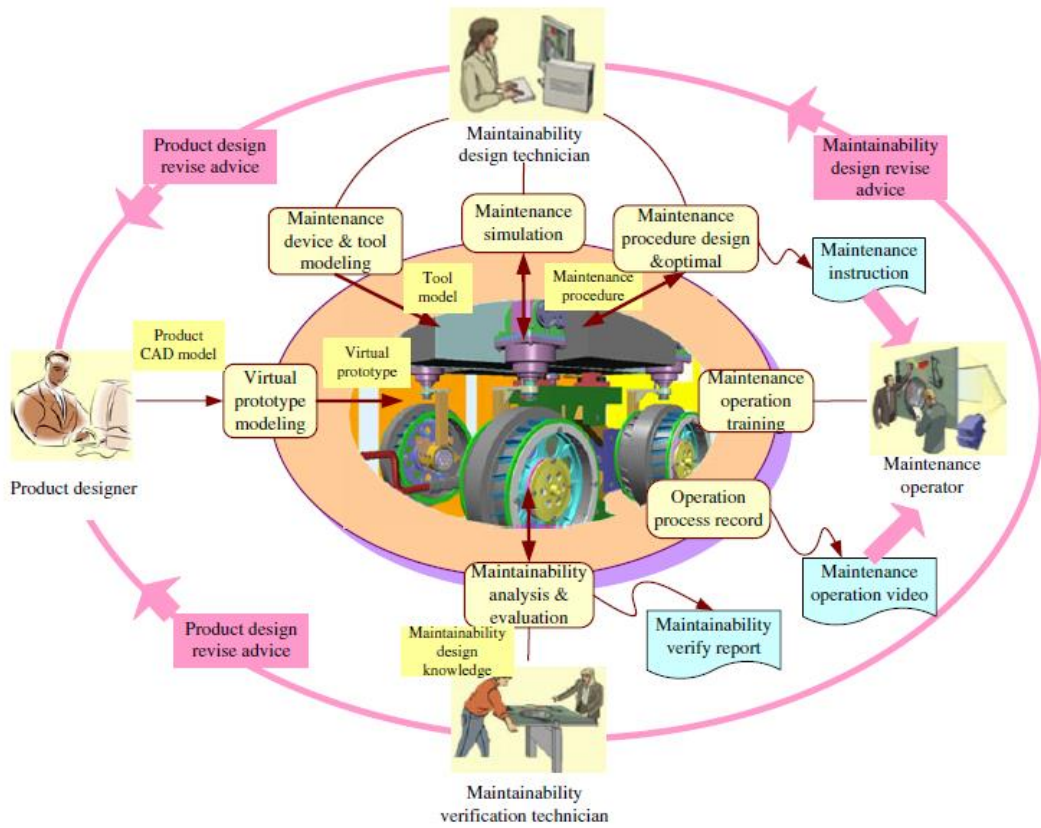 Maintainability
design technician
Product design
revise advice
Maintainability
design revise
advice
Maintenance
device & tool
modeling
Maintenance
simulation
Maintenance
procedure design
&optimal
Maintenance
instruction
Tool
model
Maintenance
procedure
Product
CAD model
Virtual
prototype
Virtual
prototype
modeling
Maintenance
operation
training
Product designer
Maintenance
operator
Operation
process record
Maintainability
analysis &
evaluation
Maintenance
operation video
Maintainability
verify report
Product design
revise advice
Maintainability
design
knowledge
Maintainability
verification technician